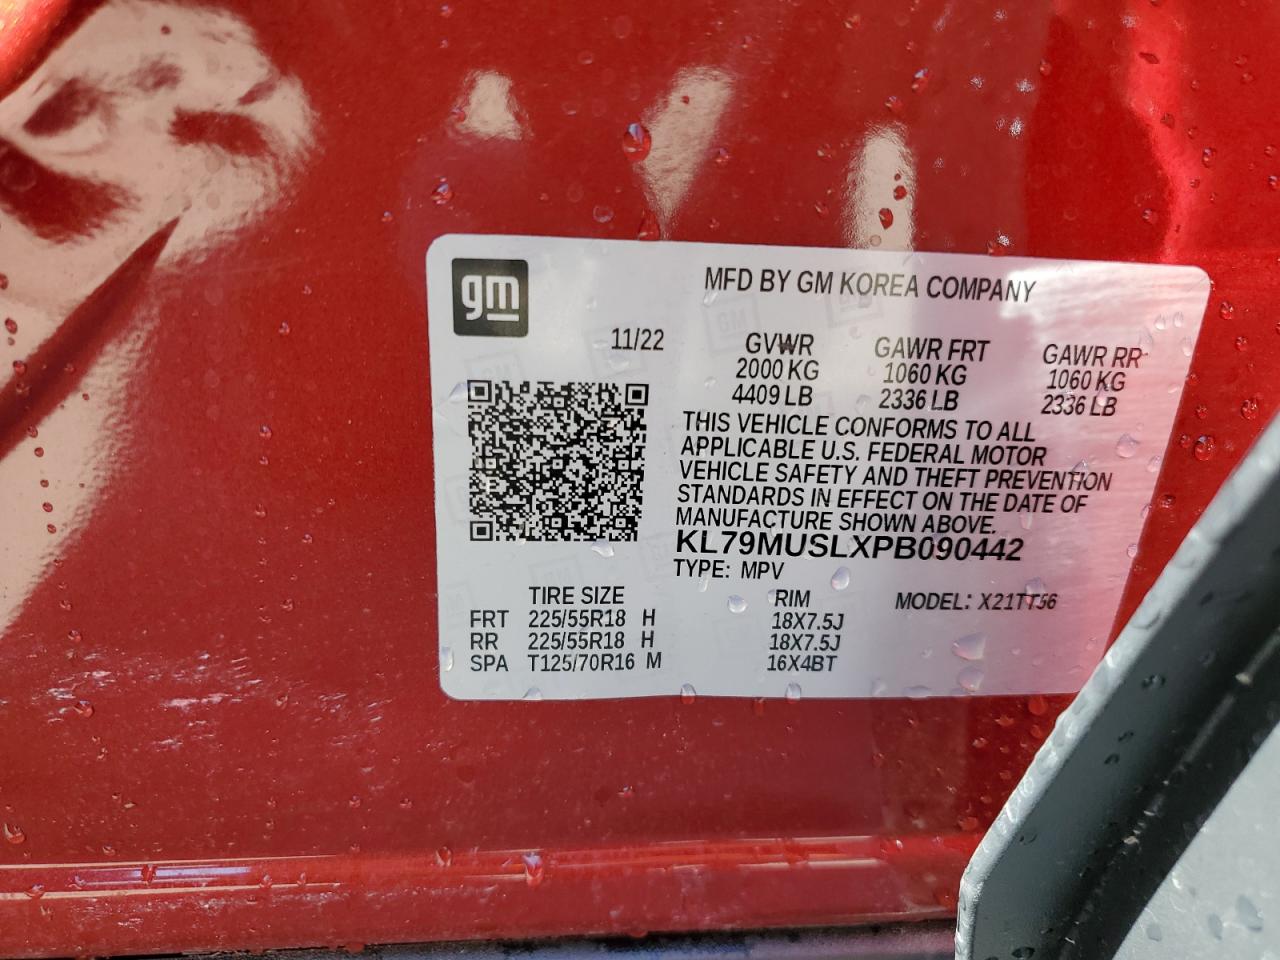 gm
MFD BY GM KOREA COMPANY
11/22 GVWR GAWR FRT GAWR RR
2000 KG 1060 KG 1060 KG
4409 LB 2336 LB 2336 LB
THIS VEHICLE CONFORMS TO ALL
APPLICABLE U.S. FEDERAL MOTOR
VEHICLE SAFETY AND THEFT PREVENTION
STANDARDS IN EFFECT ON THE DATE OF
MANUFACTURE SHOWN ABOVE.
KL79MUSLXPB090442
TYPE: MPV
TIRE SIZE RIM MODEL: X21TT56
FRT 225/55R18 H 18X7.5J
RR 225/55R18 H 18X7.5J
SPA T125/70R16 M 16X4BT